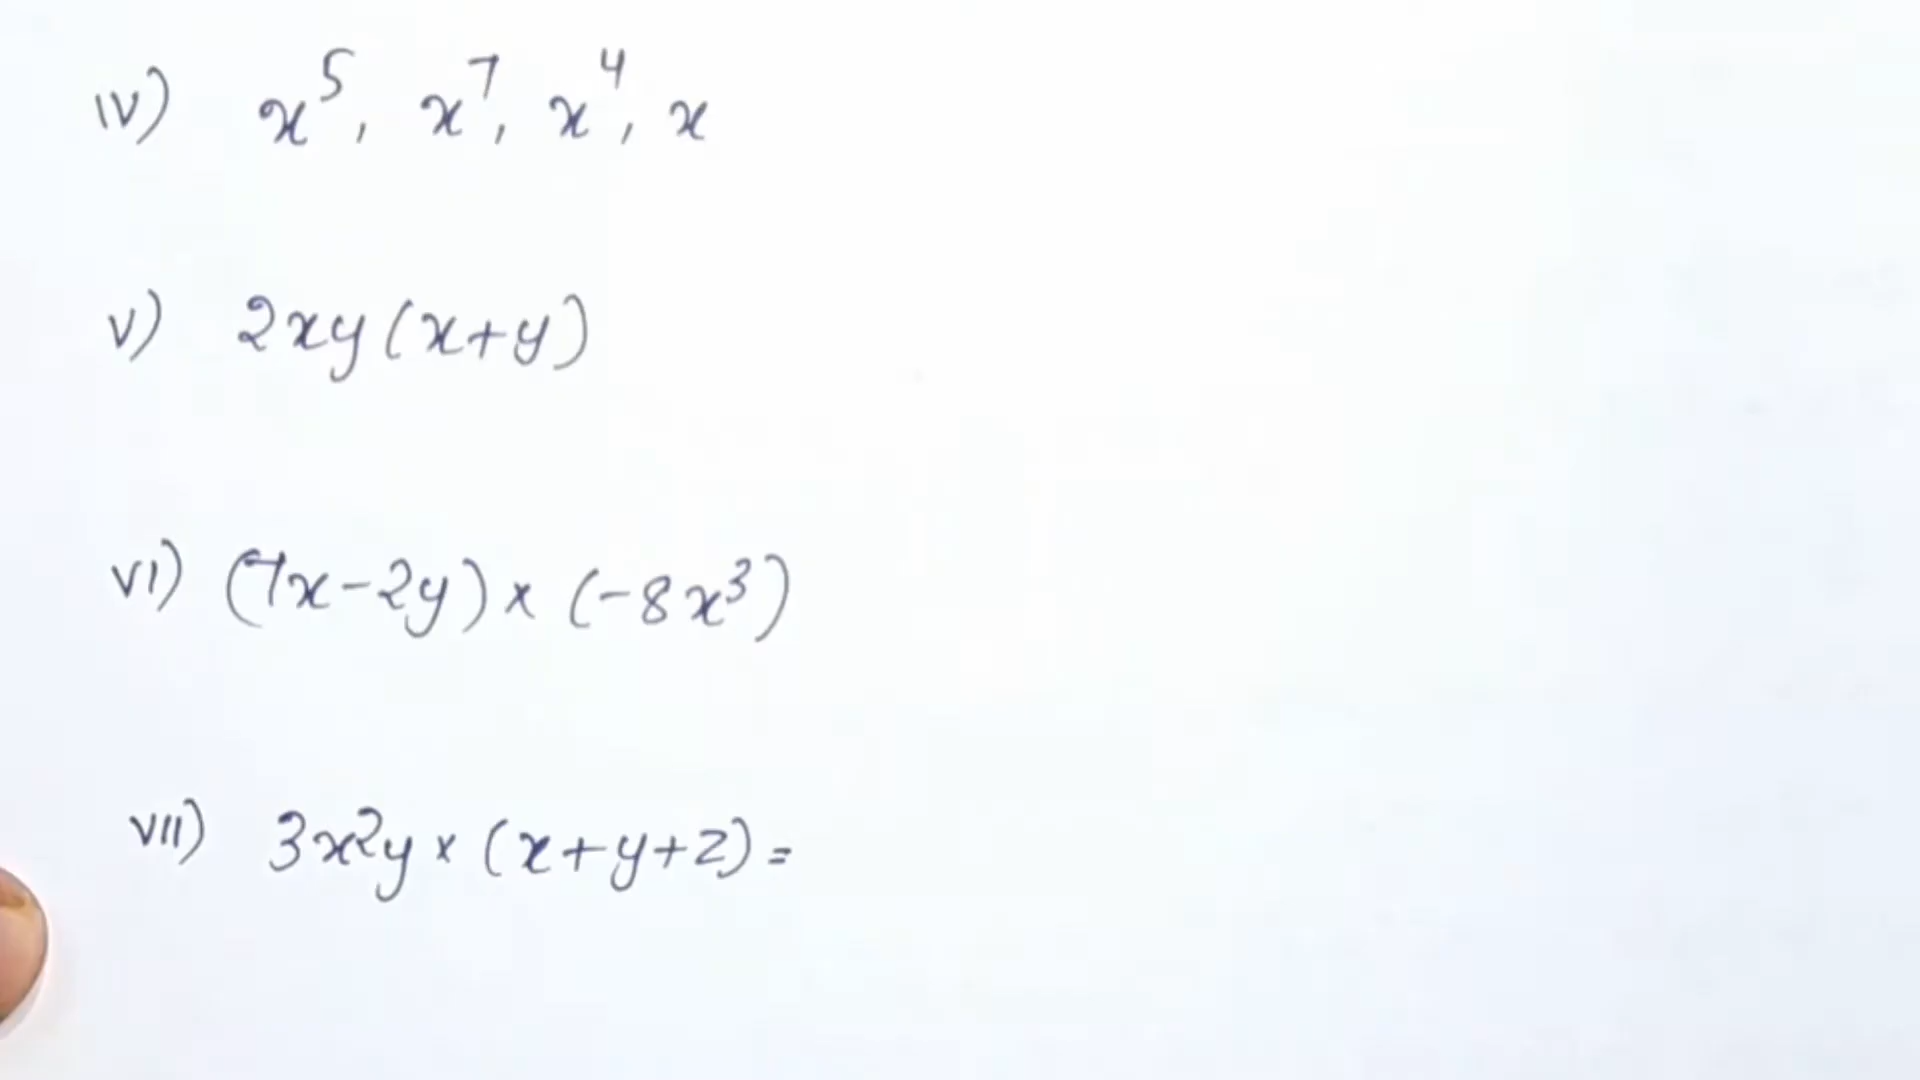 iv) x⁵, x⁷, x⁴, x
v) 2xy(x+y)
vi) (7x-2y) × (-8x³)
vii) 3x²y × (x+y+z) =